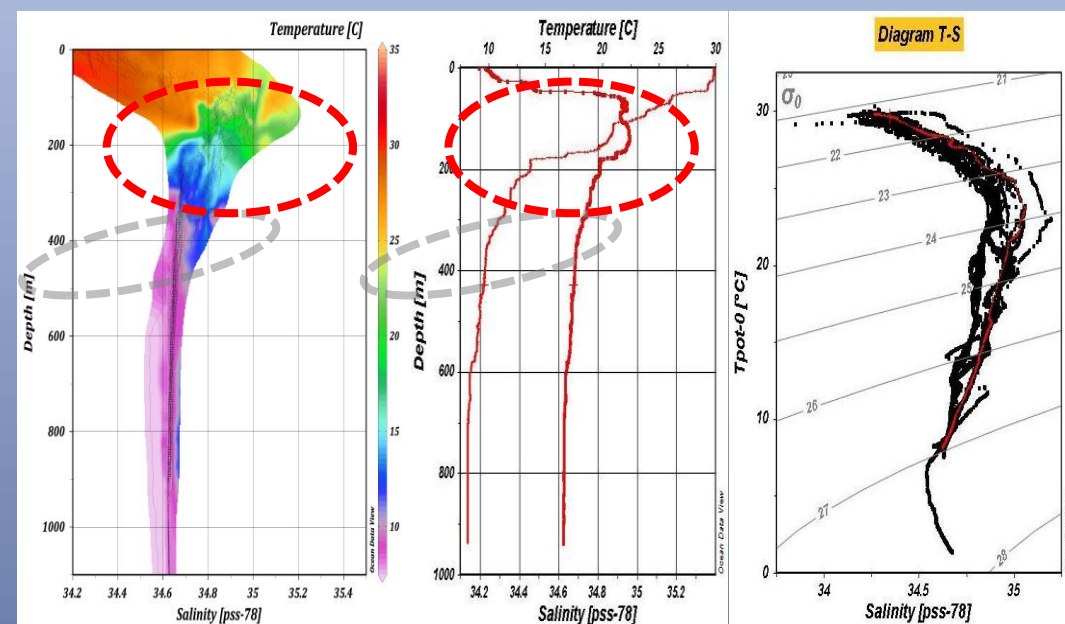 Temperature [C]
0
200
400
600
800
1000
Depth [m]
34.2 34.4 34.6 34.8 35 35.2 35.4
Salinity [pss-78]
Ocean Data View
35
30
25
20
15
10
Temperature [C]
10 15 20 25 30
0
200
400
600
800
1000
Depth [m]
34.2 34.4 34.6 34.8 35 35.2
Salinity [pss-78]
Ocean Data View
Diagram T-S
σ0
21
22
23
24
25
26
27
28
30
20
10
0
Tpot-0 [°C]
34 34.5 35
Salinity [pss-78]